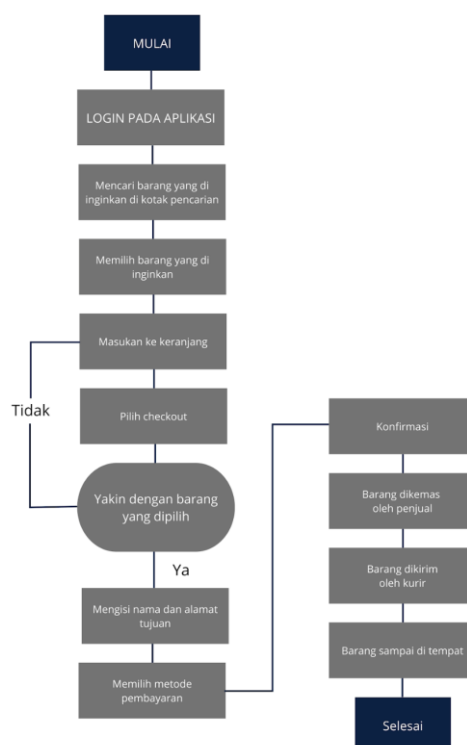 MULAI
LOGIN PADA APLIKASI
Mencari barang yang di
inginkan di kotak pencarian
Memilih barang yang di
inginkan
Masukan ke keranjang
Tidak
Pilih checkout
Yakin dengan barang
yang dipilih
Ya
Mengisi nama dan alamat
tujuan
Memilih metode
pembayaran
Konfirmasi
Barang dikemas
oleh penjual
Barang dikirim
oleh kurir
Barang sampai di tempat
Selesai